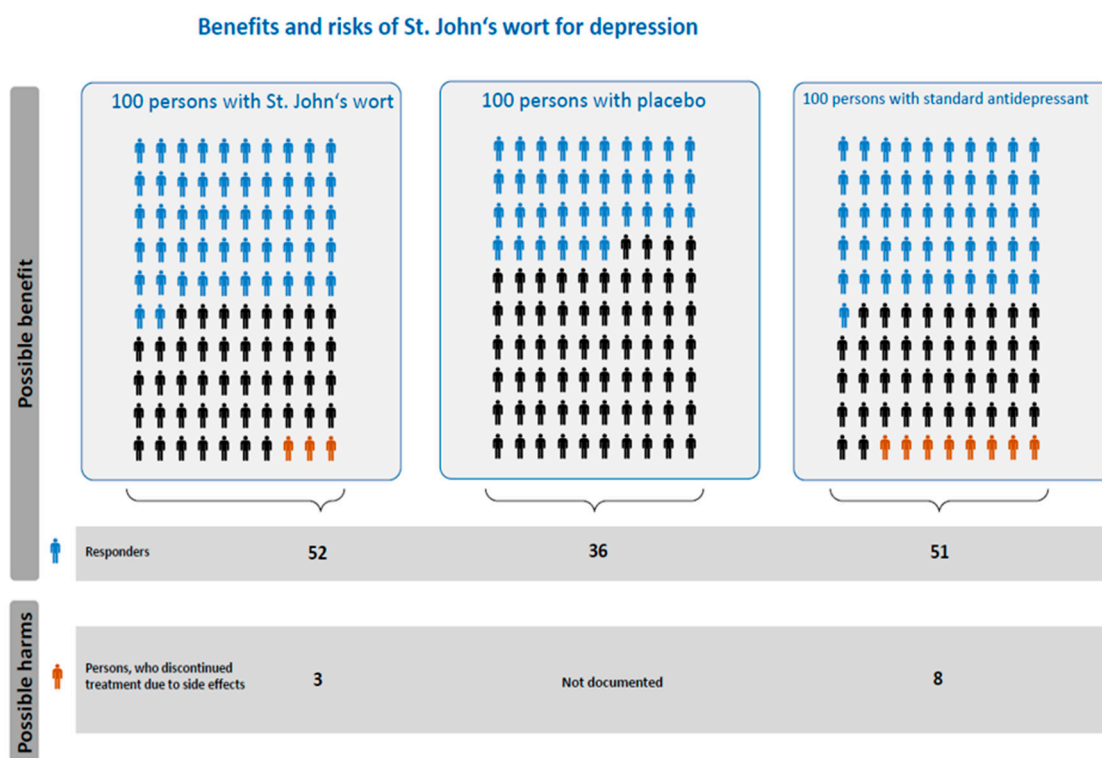 Benefits and risks of St. John‘s wort for depression
Possible benefit
100 persons with St. John‘s wort
100 persons with placebo
100 persons with standard antidepressant
Responders
52
36
51
Possible harms
Persons, who discontinued
treatment due to side effects
3
Not documented
8